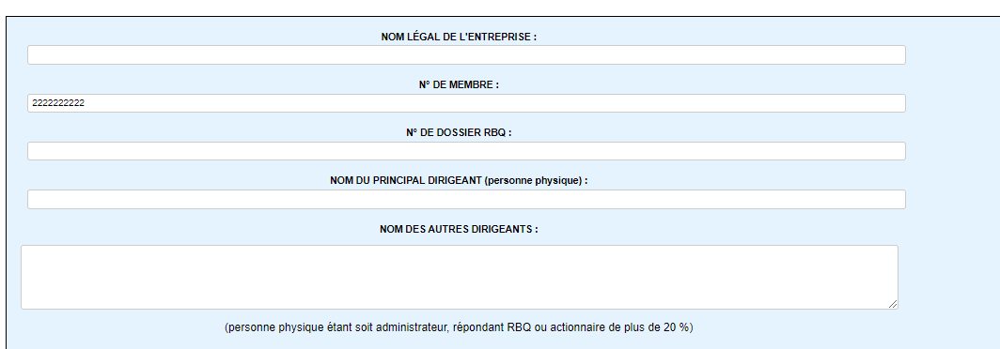 NOM LÉGAL DE L'ENTREPRISE :
N° DE MEMBRE :
2222222222
N° DE DOSSIER RBQ :
NOM DU PRINCIPAL DIRIGEANT (personne physique) :
NOM DES AUTRES DIRIGEANTS :
(personne physique étant soit administrateur, répondant RBQ ou actionnaire de plus de 20 %)